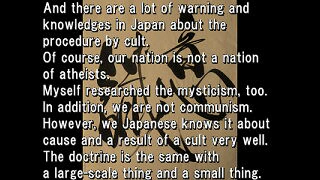 And there are a lot of warning and
knowledges in Japan about the
procedure by cult.
Of course, our nation is not a nation
of atheists.
Myself researched the mysticism, too.
In addition, we are not communism.
However, we Japanese knows it about
cause and a result of a cult very well.
The doctrine is the same with
a large-scale thing and a small thing.